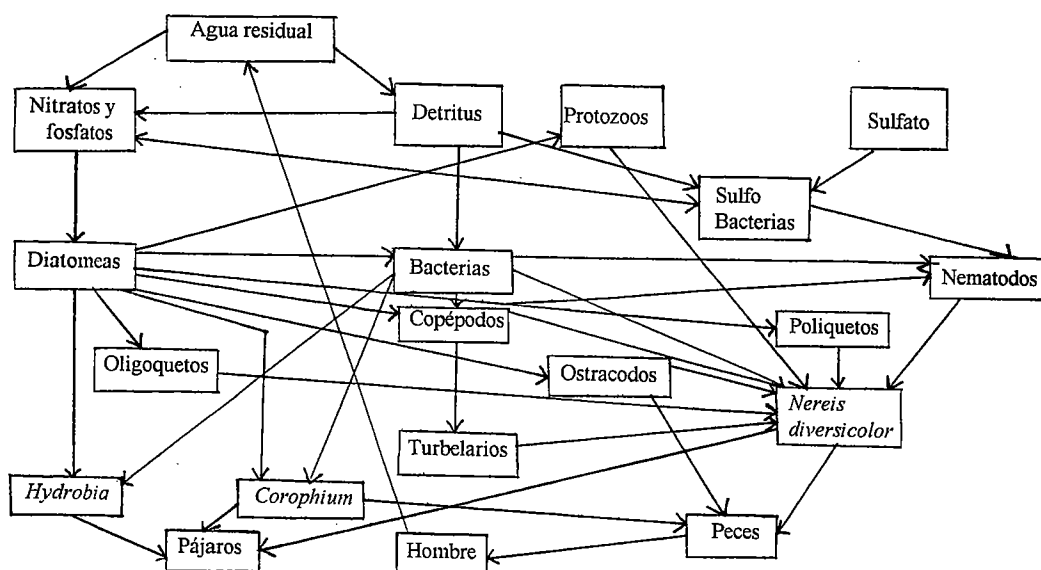 Agua residual
Nitratos y
fosfatos
Detritus
Protozoos
Sulfato
Sulfo
Bacterias
Diatomeas
Bacterias
Nematodos
Copépodos
Poliquetos
Oligoquetos
Ostracodos
Nereis
diversicolor
Turbelarios
Hydrobia
Corophium
Pájaros
Hombre
Peces